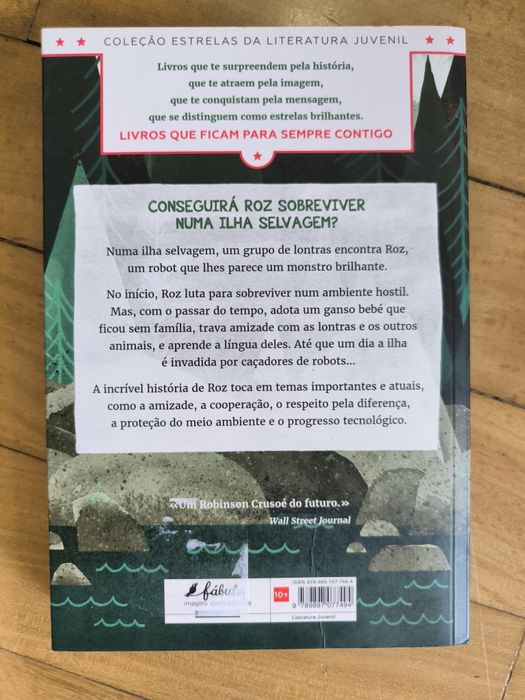 COLEÇÃO ESTRELAS DA LITERATURA JUVENIL
Livros que te surpreendem pela história,
que te atraem pela imagem,
que te conquistam pela mensagem,
que se distinguem como estrelas brilhantes.
LIVROS QUE FICAM PARA SEMPRE CONTIGO
CONSEGUIRÁ ROZ SOBREVIVER
NUMA ILHA SELVAGEM?
Numa ilha selvagem, um grupo de lontras encontra Roz,
um robot que lhes parece um monstro brilhante.
No início, Roz luta para sobreviver num ambiente hostil.
Mas, com o passar do tempo, adota um ganso bebé que
ficou sem família, trava amizade com as lontras e os outros
animais, e aprende a língua deles. Até que um dia a ilha
é invadida por caçadores de robots...
A incrível história de Roz toca em temas importantes e atuais,
como a amizade, a cooperação, o respeito pela diferença,
a proteção do meio ambiente e o progresso tecnológico.
«Um Robinson Crusoé do futuro.»
Wall Street Journal
fábula
10+
ISBN 978-989-707-749-4
9 789897 077494
Literatura Juvenil